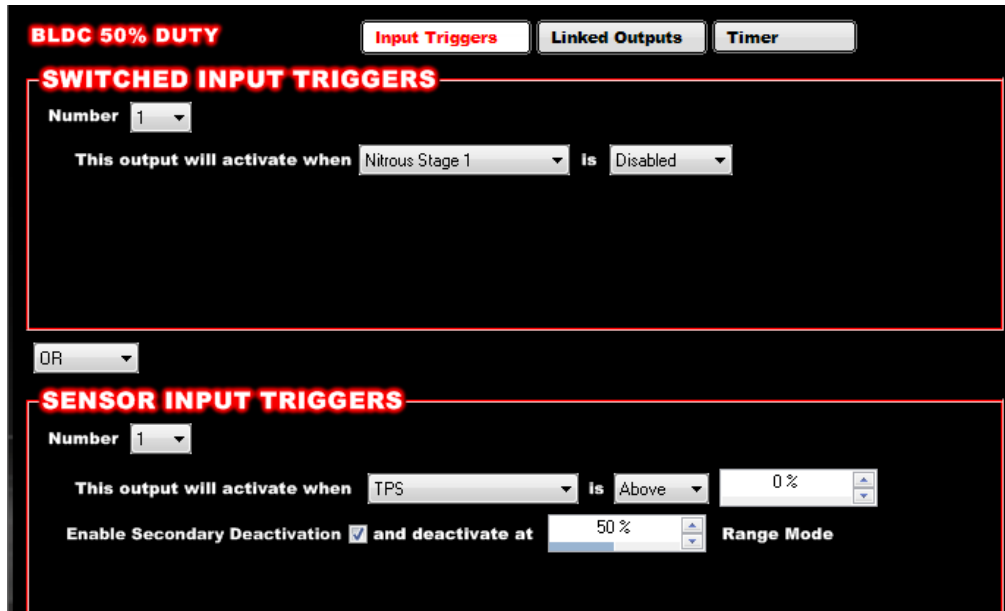 BLDC 50% DUTY Input Triggers Linked Outputs Timer
SWITCHED INPUT TRIGGERS
Number 1
This output will activate when Nitrous Stage 1 is Disabled
OR
SENSOR INPUT TRIGGERS
Number 1
This output will activate when TPS is Above 0 %
Enable Secondary Deactivation and deactivate at 50 % Range Mode